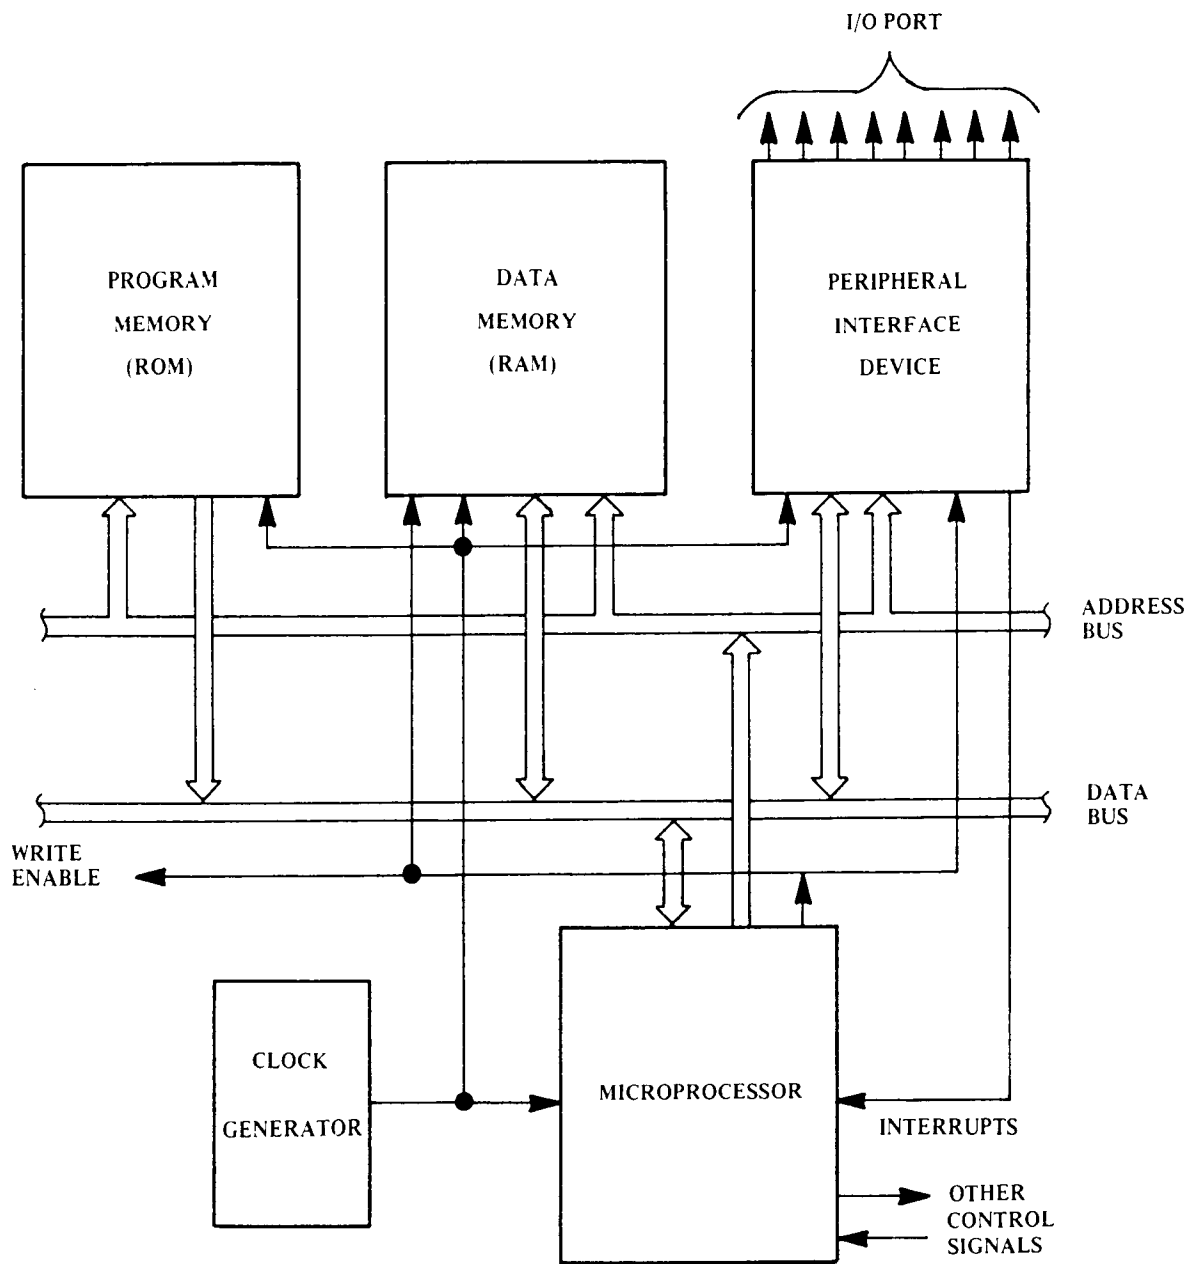 I/O PORT
PROGRAM
MEMORY
(ROM)
DATA
MEMORY
(RAM)
PERIPHERAL
INTERFACE
DEVICE
ADDRESS
BUS
DATA
BUS
WRITE
ENABLE
CLOCK
GENERATOR
MICROPROCESSOR
INTERRUPTS
OTHER
CONTROL
SIGNALS